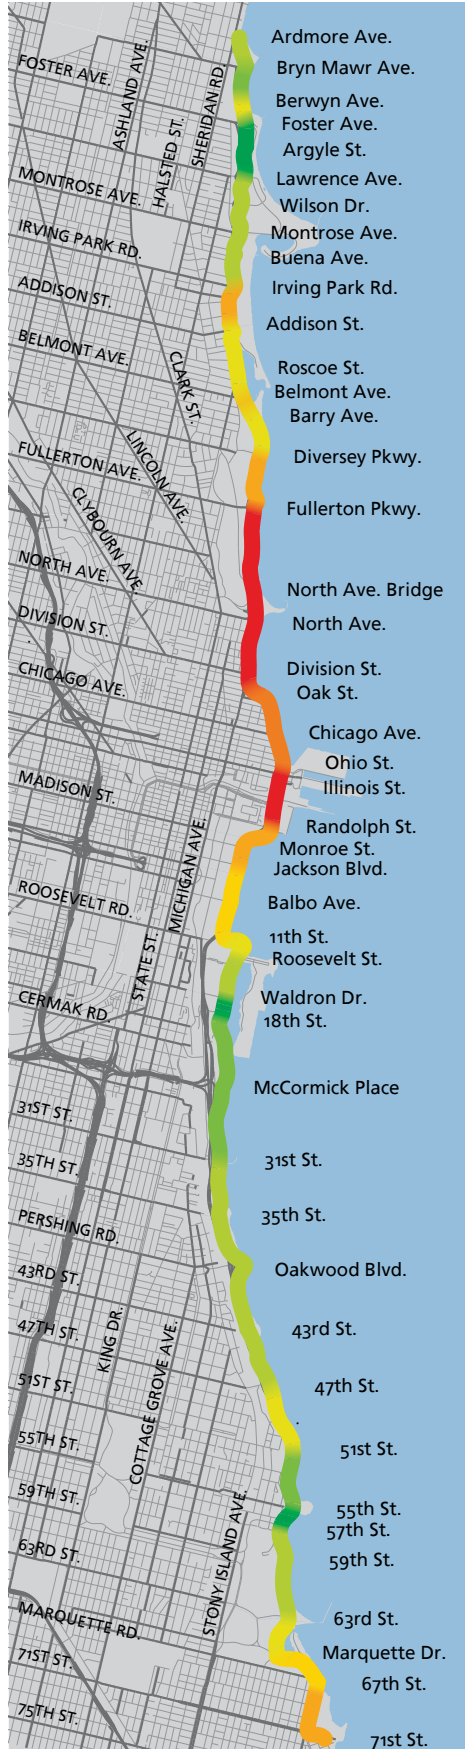 Ardmore Ave.
FOSTER AVE.
ASHLAND AVE.
HALSTED ST.
SHERIDAN RD.
Bryn Mawr Ave.
Berwyn Ave.
Foster Ave.
Argyle St.
Lawrence Ave.
MONTROSE AVE.
Wilson Dr.
Montrose Ave.
IRVING PARK RD.
Buena Ave.
Irving Park Rd.
ADDISON ST.
Addison St.
BELMONT AVE.
CLARK ST.
Roscoe St.
Belmont Ave.
Barry Ave.
FULLERTON AVE.
LINCOLN AVE.
Diversey Pkwy.
CLYBOURN AVE.
Fullerton Pkwy.
NORTH AVE.
North Ave. Bridge
DIVISION ST.
North Ave.
CHICAGO AVE.
Division St.
Oak St.
Chicago Ave.
Ohio St.
MADISON ST.
Illinois St.
MICHIGAN AVE.
Randolph St.
Monroe St.
Jackson Blvd.
ROOSEVELT RD.
Balbo Ave.
STATE ST.
11th St.
Roosevelt St.
CERMAK RD.
Waldron Dr.
18th St.
McCormick Place
31ST ST.
35TH ST.
31st St.
PERSHING RD.
35th St.
43RD ST.
Oakwood Blvd.
47TH ST.
KING DR.
COTTAGE GROVE AVE.
43rd St.
51ST ST.
47th St.
55TH ST.
51st St.
59TH ST.
55th St.
57th St.
63RD ST.
STONY ISLAND AVE.
59th St.
MARQUETTE RD.
63rd St.
71ST ST.
Marquette Dr.
67th St.
75TH ST.
71st St.